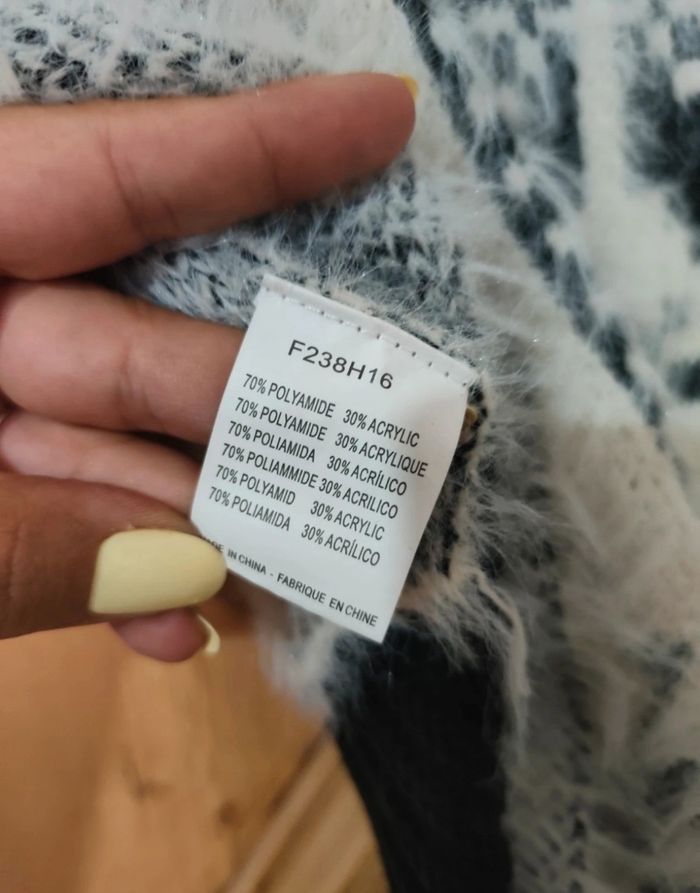 F238H16
70% POLYAMIDE 30% ACRYLIC
70% POLYAMIDE 30% ACRYLIQUE
70% POLIAMIDA 30% ACRÍLICO
70% POLIAMMIDE 30% ACRILICO
70% POLYAMID 30% ACRYLIC
70% POLIAMIDA 30% ACRÍLICO
IN CHINA - FABRIQUE EN CHINE